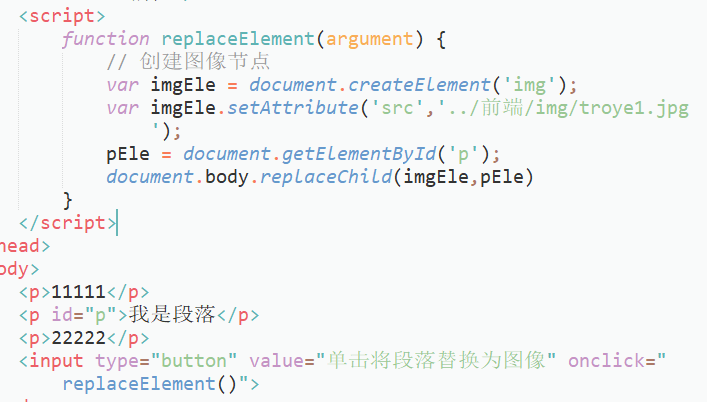 <script>
function replaceElement(argument) {
// 创建图像节点
var imgEle = document.createElement('img');
var imgEle.setAttribute('src','../前端/img/troye1.jpg
');
pEle = document.getElementById('p');
document.body.replaceChild(imgEle,pEle)
}
</script>
head>
ody>
<p>11111</p>
<p id="p">我是段落</p>
<p>22222</p>
<input type="button" value="单击将段落替换为图像" onclick="
replaceElement()">